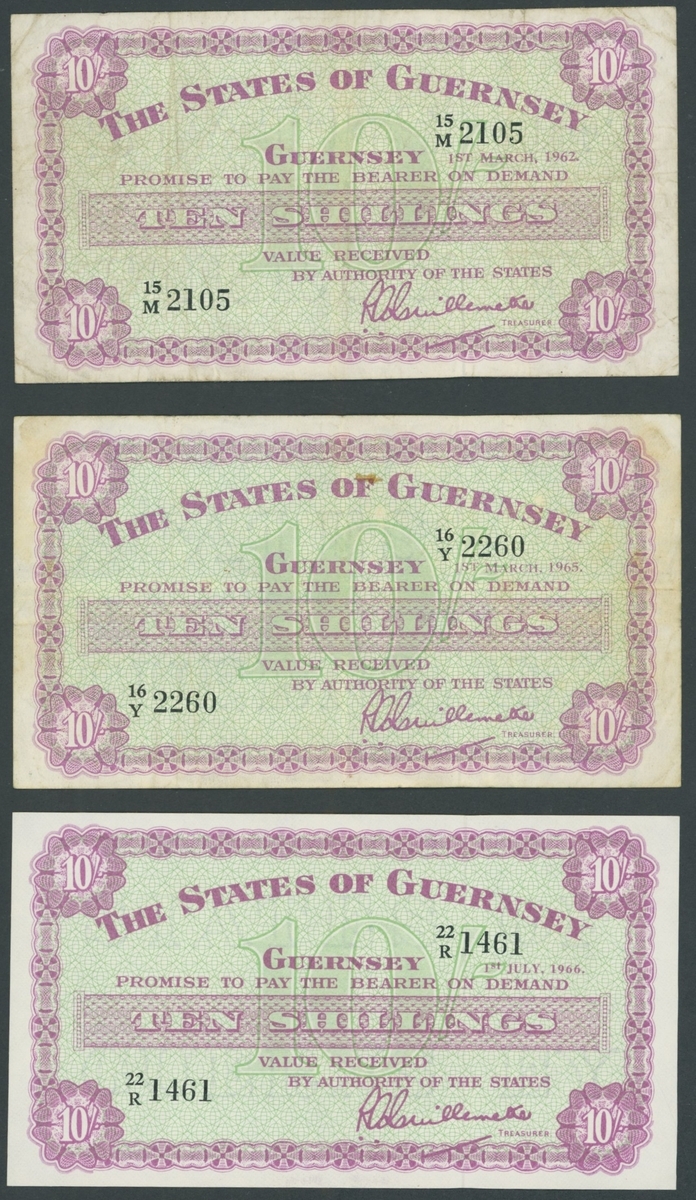 10/- 10/-
THE STATES OF GUERNSEY
15/M 2105
GUERNSEY 1ST MARCH, 1962.
PROMISE TO PAY THE BEARER ON DEMAND
TEN SHILLINGS
10/-
VALUE RECEIVED
BY AUTHORITY OF THE STATES
15/M 2105
TREASURER
10/- 10/-
10/- 10/-
THE STATES OF GUERNSEY
16/Y 2260
GUERNSEY 1ST MARCH, 1965.
PROMISE TO PAY THE BEARER ON DEMAND
TEN SHILLINGS
10/-
VALUE RECEIVED
BY AUTHORITY OF THE STATES
16/Y 2260
TREASURER
10/- 10/-
10/- 10/-
THE STATES OF GUERNSEY
22/R 1461
GUERNSEY 1ST JULY, 1966.
PROMISE TO PAY THE BEARER ON DEMAND
TEN SHILLINGS
10/-
VALUE RECEIVED
BY AUTHORITY OF THE STATES
22/R 1461
TREASURER
10/- 10/-